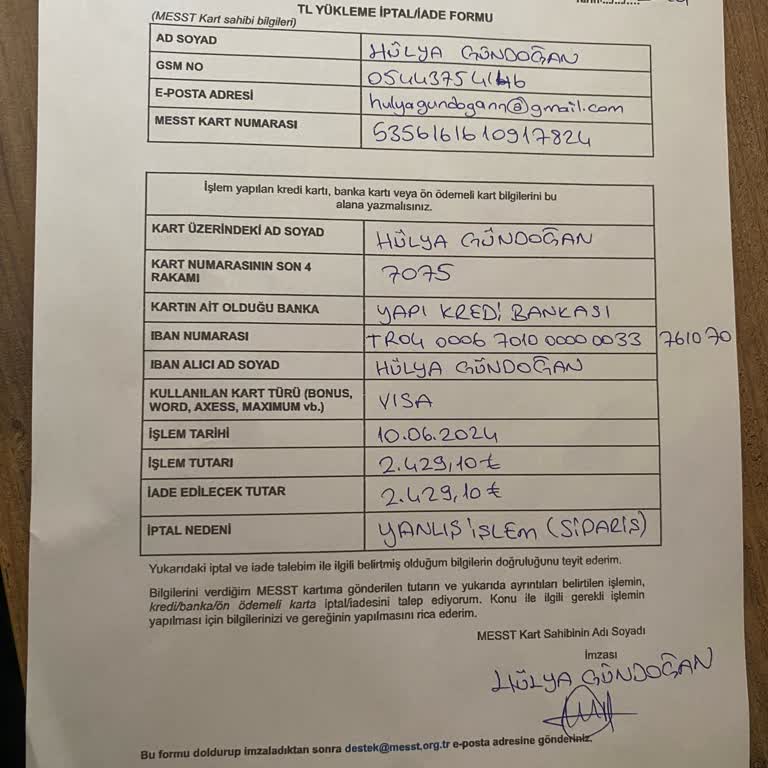 TL YÜKLEME İPTAL/İADE FORMU
(MESST Kart sahibi bilgileri)
AD SOYAD HÜLYA GÜNDOĞAN
GSM NO 05443754146
E-POSTA ADRESİ hulyagundogann@gmail.com
MESST KART NUMARASI 5356161610917824
İşlem yapılan kredi kartı, banka kartı veya ön ödemeli kart bilgilerini bu
alana yazmalısınız.
KART ÜZERİNDEKİ AD SOYAD HÜLYA GÜNDOĞAN
KART NUMARASININ SON 4
RAKAMI 7075
KARTIN AİT OLDUĞU BANKA YAPI KREDİ BANKASI
IBAN NUMARASI TR04 0006 7010 0000 0033 761070
IBAN ALICI AD SOYAD HÜLYA GÜNDOĞAN
KULLANILAN KART TÜRÜ (BONUS,
WORD, AXESS, MAXIMUM vb.) VISA
İŞLEM TARİHİ 10.06.2024
İŞLEM TUTARI 2.429,10₺
İADE EDİLECEK TUTAR 2.429,10₺
İPTAL NEDENİ YANLIŞ İŞLEM (SİPARİŞ)
Yukarıdaki iptal ve iade talebim ile ilgili belirtmiş olduğum bilgilerin doğruluğunu teyit ederim.
Bilgilerini verdiğim MESST kartıma gönderilen tutarın ve yukarıda ayrıntıları belirtilen işlemin,
kredi/banka/ön ödemeli karta iptal/iadesini talep ediyorum. Konu ile ilgili gerekli işlemin
yapılması için bilgilerinizi ve gereğinin yapılmasını rica ederim.
MESST Kart Sahibinin Adı Soyadı
İmzası
HÜLYA GÜNDOĞAN
Bu formu doldurup imzaladıktan sonra destek@messt.org.tr e-posta adresine gönderiniz.